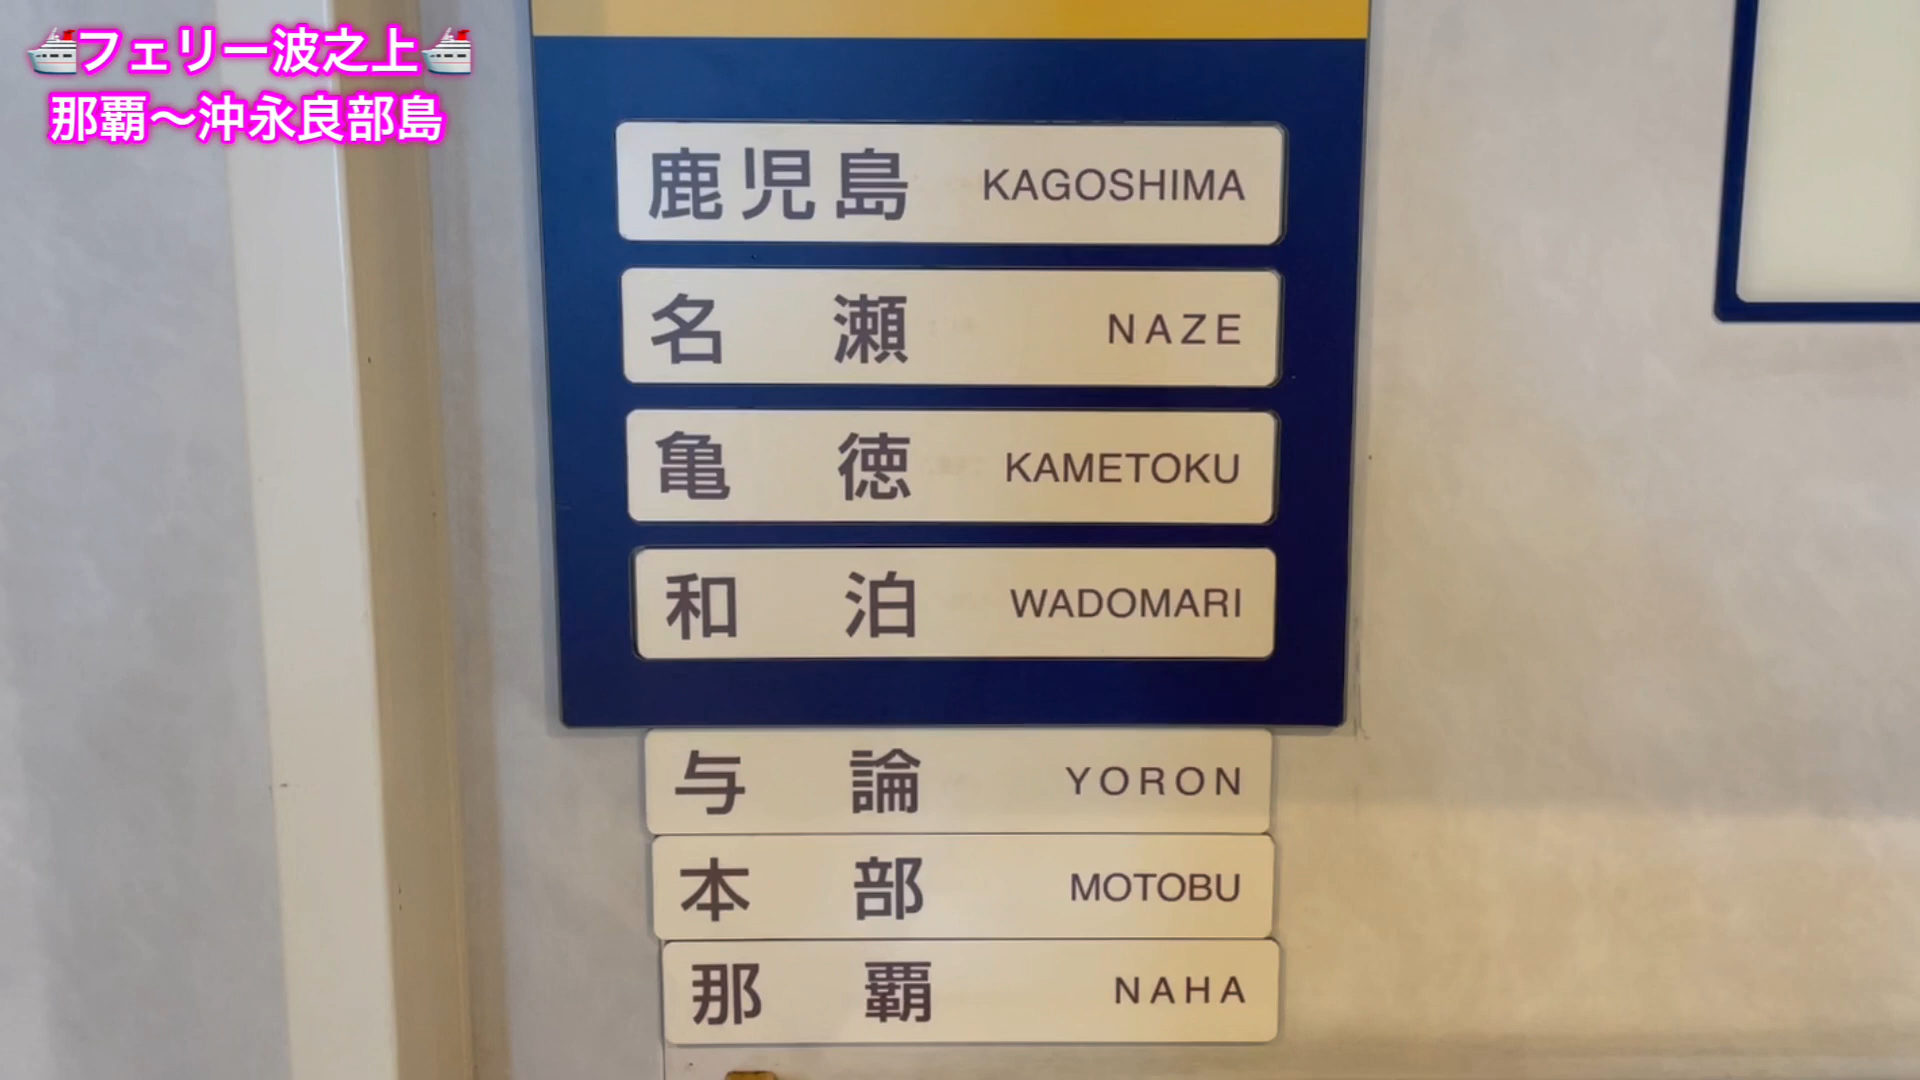 🛳フェリー波之上🛳
那覇〜沖永良部島
鹿児島 KAGOSHIMA
名瀬 NAZE
亀徳 KAMETOKU
和泊 WADOMARI
与論 YORON
本部 MOTOBU
那覇 NAHA